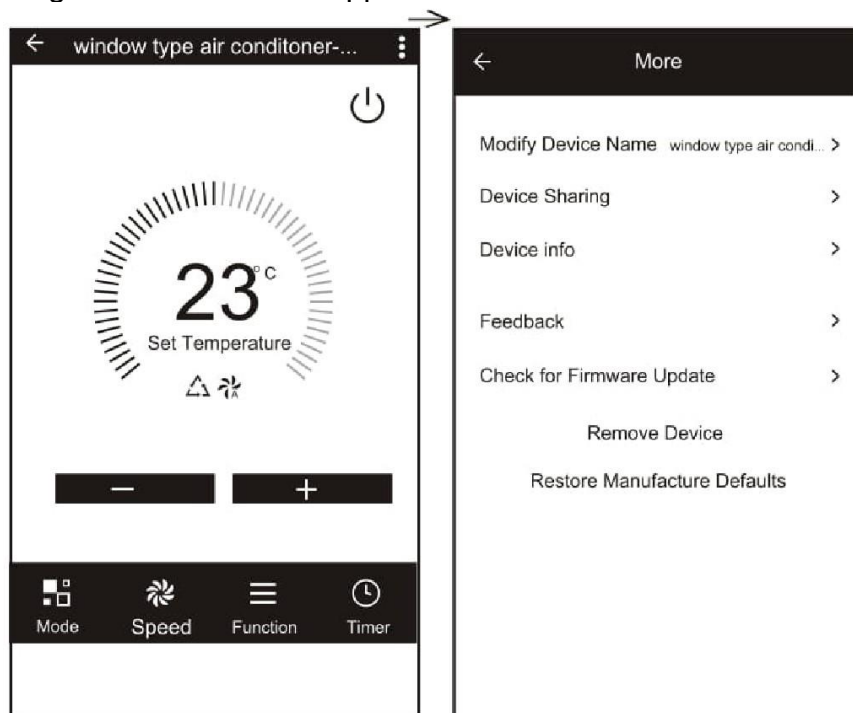 window type air conditoner-...
23°C
Set Temperature
A
Mode Speed Function Timer
More
Modify Device Name window type air condi...
Device Sharing
Device info
Feedback
Check for Firmware Update
Remove Device
Restore Manufacture Defaults